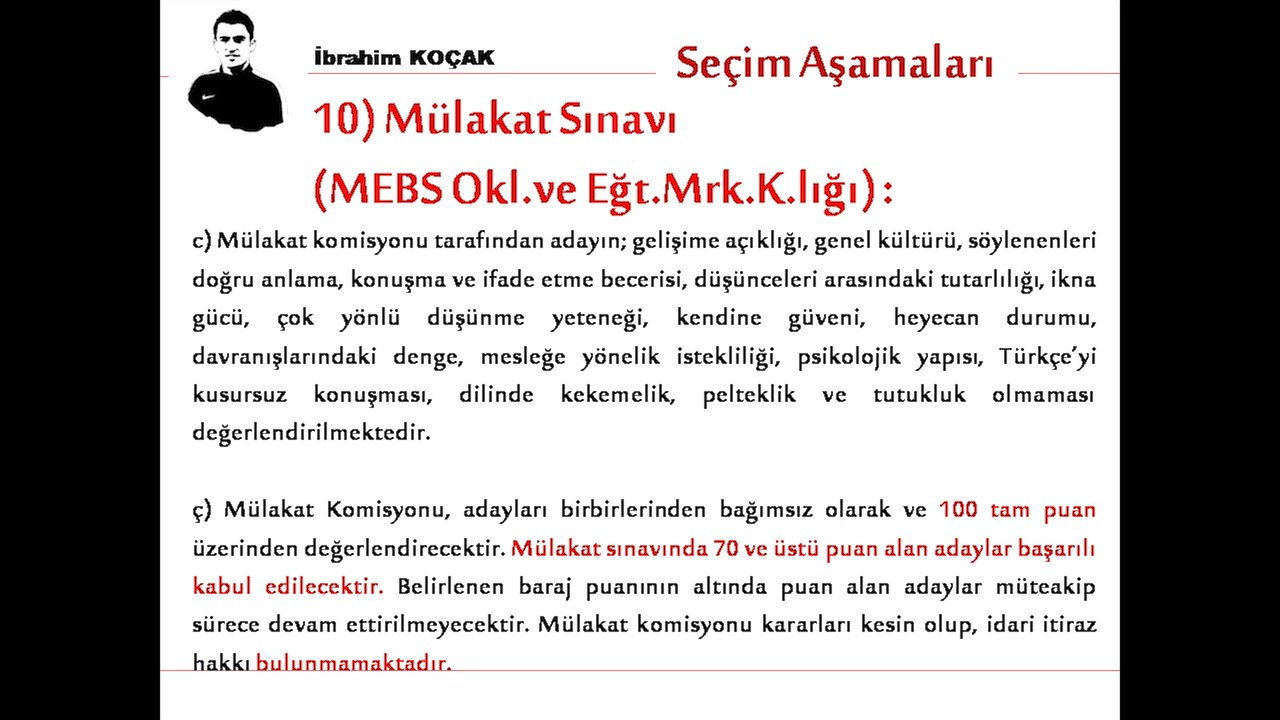 İbrahim KOÇAK
Seçim Aşamaları
10) Mülakat Sınavı
(MEBS Okl.ve Eğt.Mrk.K.lığı) :
c) Mülakat komisyonu tarafından adayın; gelişime açıklığı, genel kültürü, söylenenleri
doğru anlama, konuşma ve ifade etme becerisi, düşünceleri arasındaki tutarlılığı, ikna
gücü, çok yönlü düşünme yeteneği, kendine güveni, heyecan durumu,
davranışlarındaki denge, mesleğe yönelik istekliliği, psikolojik yapısı, Türkçe'yi
kusursuz konuşması, dilinde kekemelik, pelteklik ve tutukluk olmaması
değerlendirilmektedir.
ç) Mülakat Komisyonu, adayları birbirlerinden bağımsız olarak ve 100 tam puan
üzerinden değerlendirecektir. Mülakat sınavında 70 ve üstü puan alan adaylar başarılı
kabul edilecektir. Belirlenen baraj puanının altında puan alan adaylar müteakip
sürece devam ettirilmeyecektir. Mülakat komisyonu kararları kesin olup, idari itiraz
hakkı bulunmamaktadır.